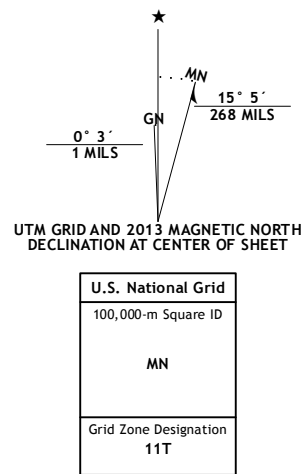 ★
MN
GN
15° 5´
268 MILS
0° 3´
1 MILS
UTM GRID AND 2013 MAGNETIC NORTH
DECLINATION AT CENTER OF SHEET
U.S. National Grid
100,000-m Square ID
MN
Grid Zone Designation
11T